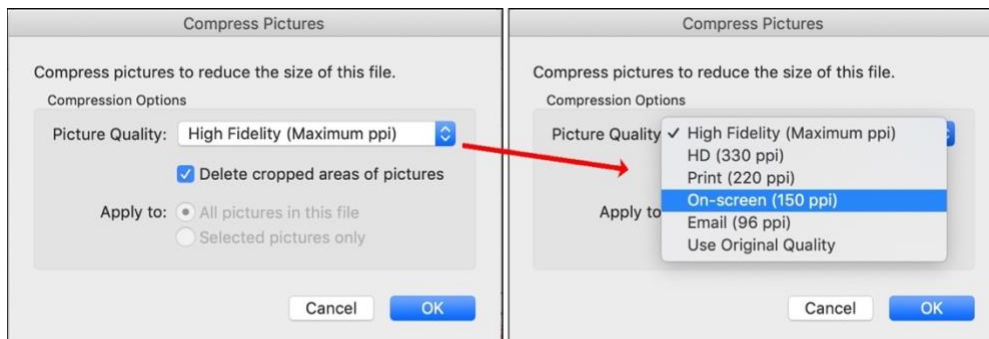 Compress Pictures
Compress pictures to reduce the size of this file.
Compression Options
Picture Quality: High Fidelity (Maximum ppi)
Delete cropped areas of pictures
Apply to: All pictures in this file
Selected pictures only
Cancel OK
Compress Pictures
Compress pictures to reduce the size of this file.
Compression Options
Picture Quality ✓ High Fidelity (Maximum ppi)
HD (330 ppi)
Print (220 ppi)
On-screen (150 ppi)
Apply to
Email (96 ppi)
Use Original Quality
Cancel OK